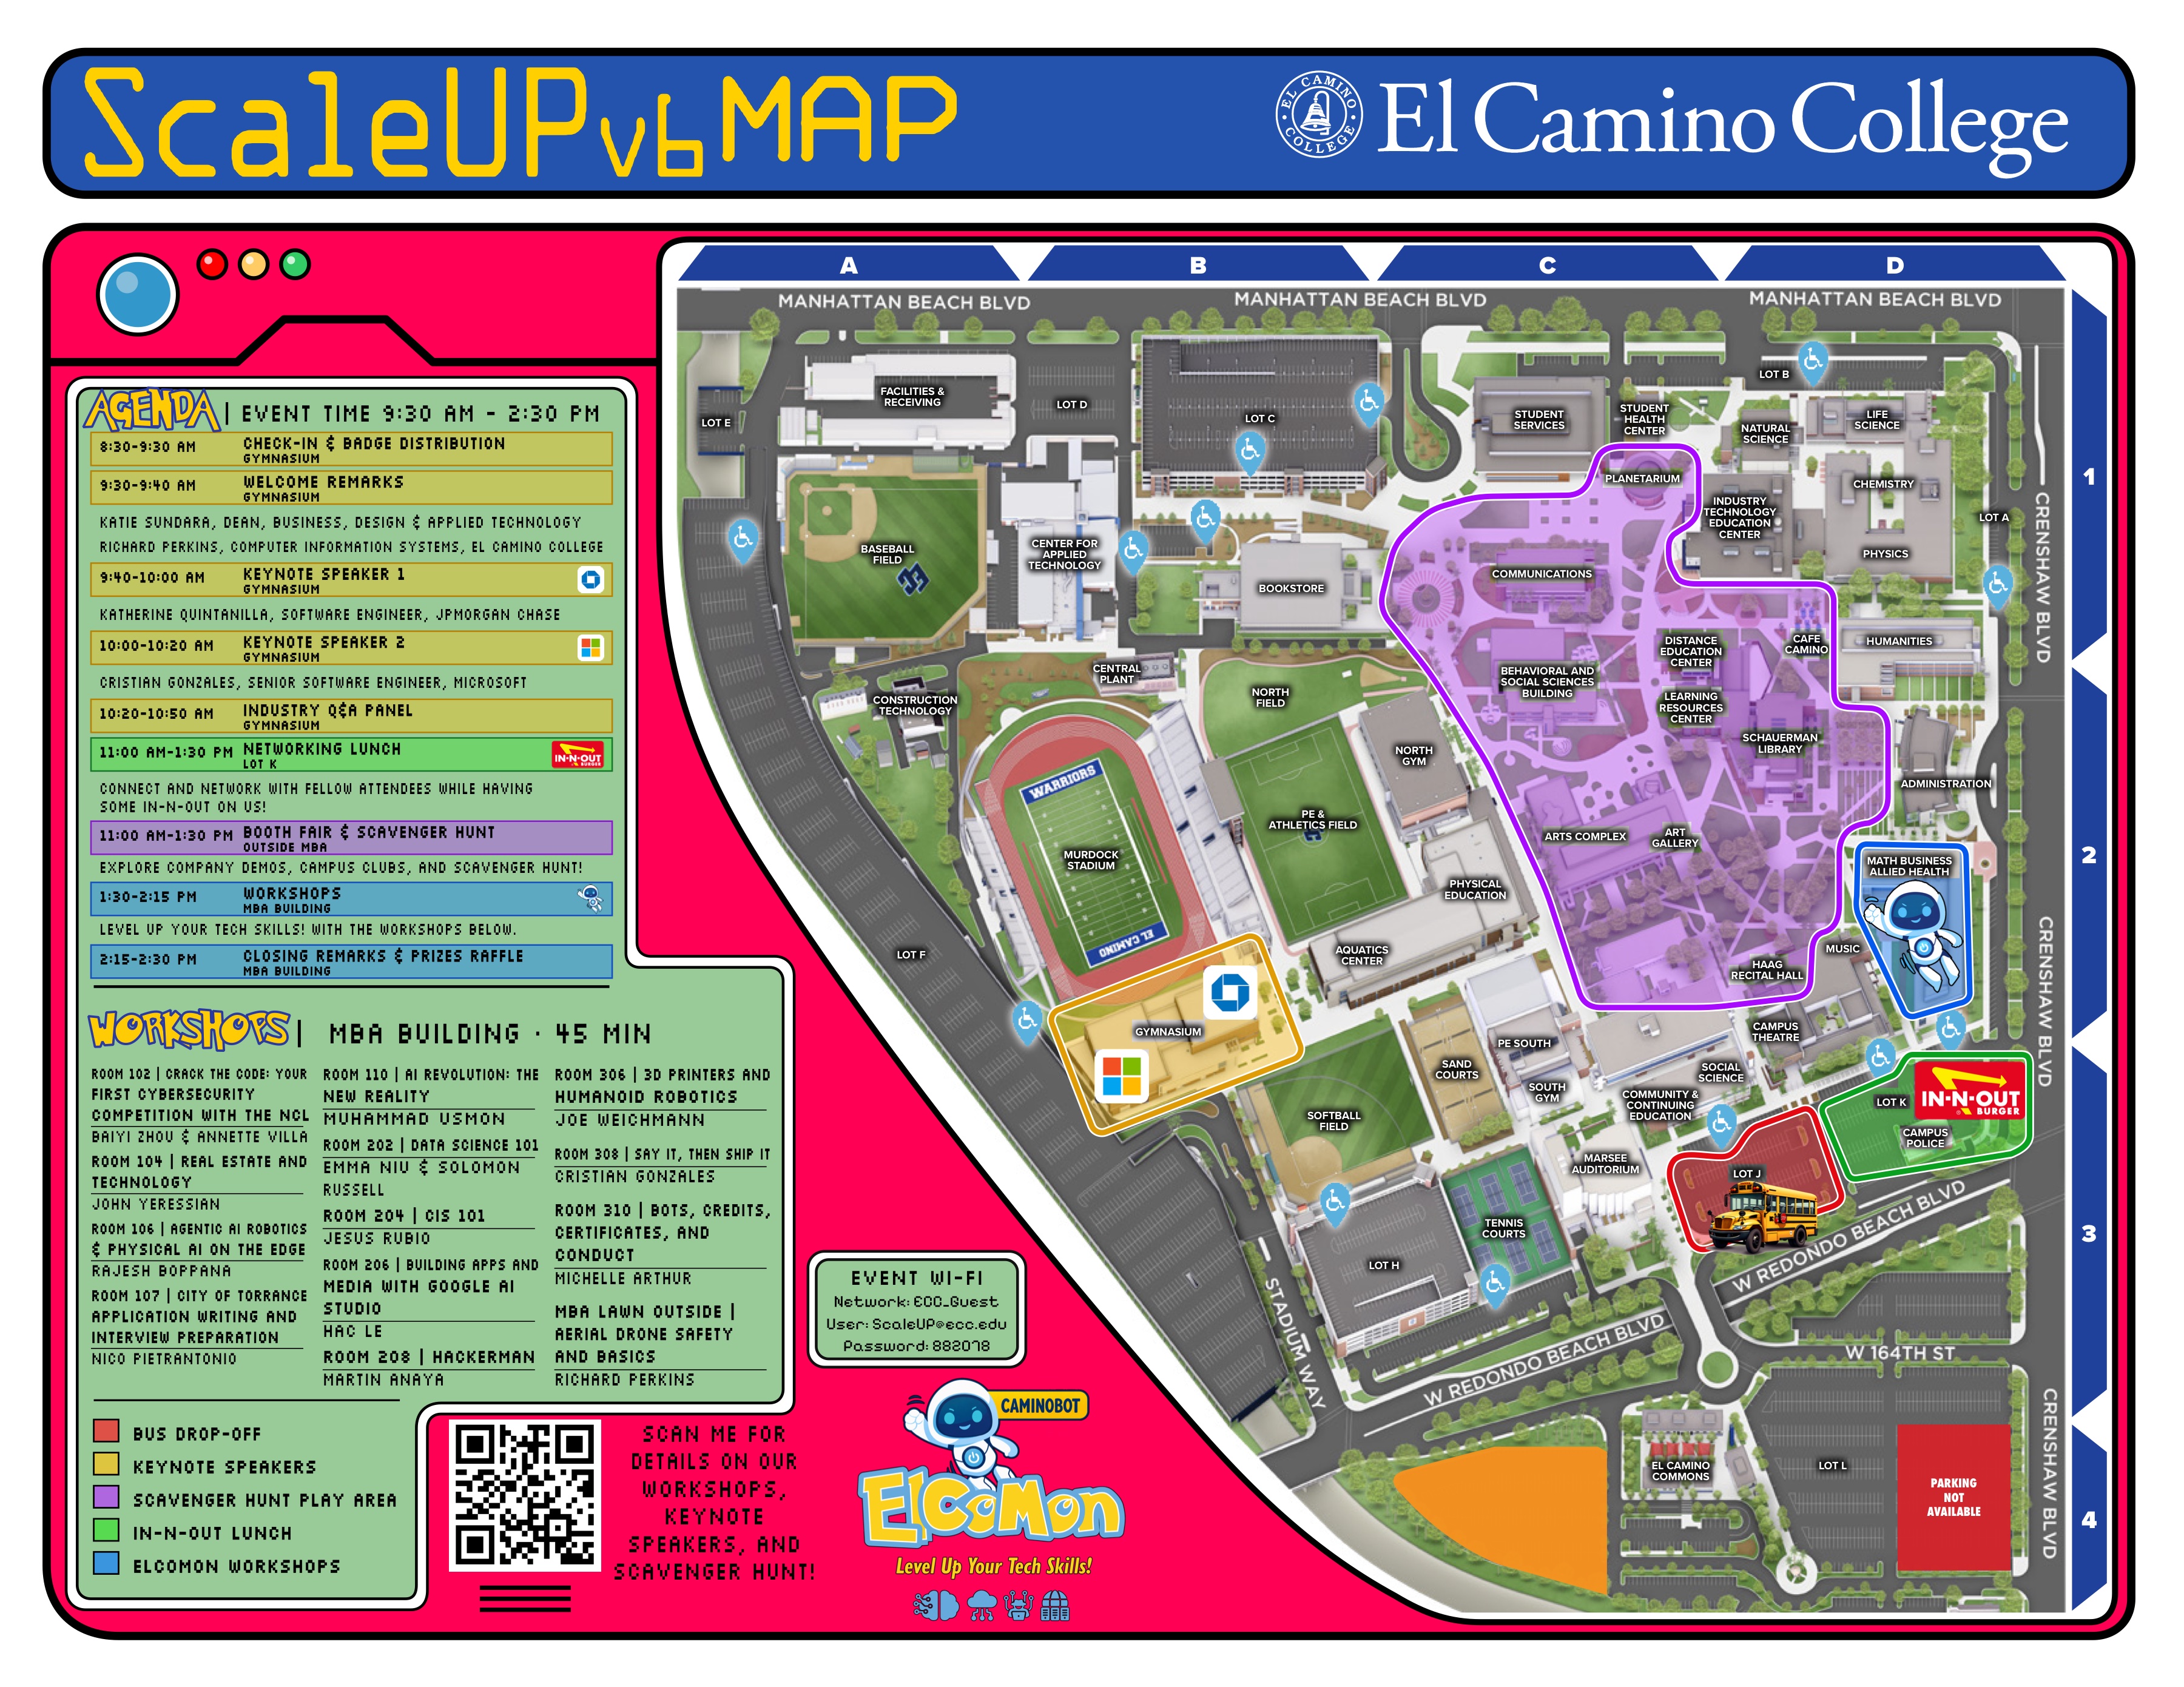 ScaleUPv6MAP
EL CAMINO COLLEGE
El Camino College
AGENDA | EVENT TIME 9:30 AM - 2:30 PM
8:30-9:30 AM CHECK-IN & BADGE DISTRIBUTION
GYMNASIUM
9:30-9:40 AM WELCOME REMARKS
GYMNASIUM
KATIE SUNDARA, DEAN, BUSINESS, DESIGN & APPLIED TECHNOLOGY
RICHARD PERKINS, COMPUTER INFORMATION SYSTEMS, EL CAMINO COLLEGE
9:40-10:00 AM KEYNOTE SPEAKER 1
GYMNASIUM
KATHERINE QUINTANILLA, SOFTWARE ENGINEER, JPMORGAN CHASE
10:00-10:20 AM KEYNOTE SPEAKER 2
GYMNASIUM
CRISTIAN GONZALES, SENIOR SOFTWARE ENGINEER, MICROSOFT
10:20-10:50 AM INDUSTRY Q&A PANEL
GYMNASIUM
11:00 AM-1:30 PM NETWORKING LUNCH
LOT K
IN-N-OUT
BURGER
CONNECT AND NETWORK WITH FELLOW ATTENDEES WHILE HAVING
SOME IN-N-OUT ON US!
11:00 AM-1:30 PM BOOTH FAIR & SCAVENGER HUNT
OUTSIDE MBA
EXPLORE COMPANY DEMOS, CAMPUS CLUBS, AND SCAVENGER HUNT!
1:30-2:15 PM WORKSHOPS
MBA BUILDING
LEVEL UP YOUR TECH SKILLS! WITH THE WORKSHOPS BELOW.
2:15-2:30 PM CLOSING REMARKS & PRIZES RAFFLE
MBA BUILDING
WORKSHOPS | MBA BUILDING · 45 MIN
ROOM 102 | CRACK THE CODE: YOUR
FIRST CYBERSECURITY
COMPETITION WITH THE NCL
BAIYI ZHOU & ANNETTE VILLA
ROOM 104 | REAL ESTATE AND
TECHNOLOGY
JOHN YERESSIAN
ROOM 106 | AGENTIC AI ROBOTICS
& PHYSICAL AI ON THE EDGE
RAJESH BOPPANA
ROOM 107 | CITY OF TORRANCE
APPLICATION WRITING AND
INTERVIEW PREPARATION
NICO PIETRANTONIO
ROOM 110 | AI REVOLUTION: THE
NEW REALITY
MUHAMMAD USMON
ROOM 202 | DATA SCIENCE 101
EMMA NIU & SOLOMON
RUSSELL
ROOM 204 | CIS 101
JESUS RUBIO
ROOM 206 | BUILDING APPS AND
MEDIA WITH GOOGLE AI
STUDIO
HAC LE
ROOM 208 | HACKERMAN
MARTIN ANAYA
ROOM 306 | 3D PRINTERS AND
HUMANOID ROBOTICS
JOE WEICHMANN
ROOM 308 | SAY IT, THEN SHIP IT
CRISTIAN GONZALES
ROOM 310 | BOTS, CREDITS,
CERTIFICATES, AND
CONDUCT
MICHELLE ARTHUR
MBA LAWN OUTSIDE |
AERIAL DRONE SAFETY
AND BASICS
RICHARD PERKINS
BUS DROP-OFF
KEYNOTE SPEAKERS
SCAVENGER HUNT PLAY AREA
IN-N-OUT LUNCH
ELCOMON WORKSHOPS
SCAN ME FOR
DETAILS ON OUR
WORKSHOPS,
KEYNOTE
SPEAKERS, AND
SCAVENGER HUNT!
EVENT WI-FI
Network: ECC_Guest
User: ScaleUP@ecc.edu
Password: 882078
CAMINOBOT
ElCoMon
Level Up Your Tech Skills!
A
B
C
D
1
2
3
4
MANHATTAN BEACH BLVD
MANHATTAN BEACH BLVD
MANHATTAN BEACH BLVD
LOT E
FACILITIES &
RECEIVING
LOT D
LOT C
STUDENT
SERVICES
STUDENT
HEALTH
CENTER
LOT B
NATURAL
SCIENCE
LIFE
SCIENCE
PLANETARIUM
CHEMISTRY
INDUSTRY
TECHNOLOGY
EDUCATION
CENTER
LOT A
PHYSICS
CRENSHAW BLVD
BASEBALL
FIELD
CENTER FOR
APPLIED
TECHNOLOGY
BOOKSTORE
COMMUNICATIONS
DISTANCE
EDUCATION
CENTER
CAFE
CAMINO
HUMANITIES
CENTRAL
PLANT
CONSTRUCTION
TECHNOLOGY
NORTH
FIELD
BEHAVIORAL AND
SOCIAL SCIENCES
BUILDING
LEARNING
RESOURCES
CENTER
SCHAUERMAN
LIBRARY
NORTH
GYM
ADMINISTRATION
WARRIORS
MURDOCK
STADIUM
EL CAMINO
PE &
ATHLETICS FIELD
ARTS COMPLEX
ART
GALLERY
PHYSICAL
EDUCATION
MATH BUSINESS
ALLIED HEALTH
LOT F
AQUATICS
CENTER
MUSIC
HAAG
RECITAL HALL
CRENSHAW BLVD
GYMNASIUM
CAMPUS
THEATRE
PE SOUTH
SAND
COURTS
SOUTH
GYM
SOCIAL
SCIENCE
COMMUNITY &
CONTINUING
EDUCATION
LOT K
IN-N-OUT
BURGER
CAMPUS
POLICE
SOFTBALL
FIELD
MARSEE
AUDITORIUM
LOT J
TENNIS
COURTS
LOT H
W REDONDO BEACH BLVD
STADIUM WAY
W REDONDO BEACH BLVD
W 164TH ST
CRENSHAW BLVD
EL CAMINO
COMMONS
LOT L
PARKING
NOT
AVAILABLE